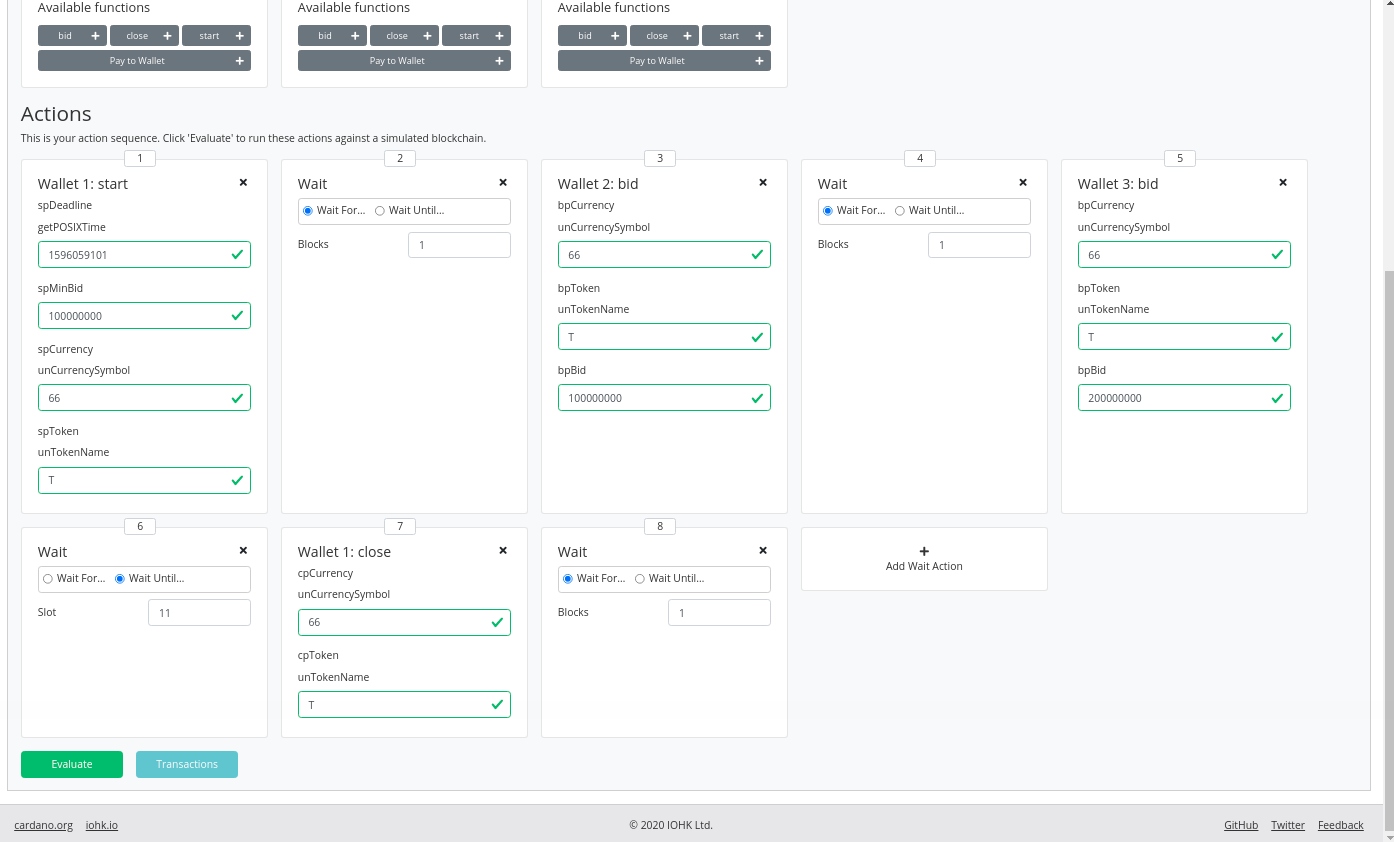 Available functions Available functions Available functions
bid close start bid close start bid close start
Pay to Wallet Pay to Wallet Pay to Wallet
Actions
This is your action sequence. Click 'Evaluate' to run these actions against a simulated blockchain.
1
Wallet 1: start
spDeadline
getPOSIXTime
1596059101
spMinBid
100000000
spCurrency
unCurrencySymbol
66
spToken
unTokenName
T
2
Wait
Wait For... Wait Until...
Blocks 1
3
Wallet 2: bid
bpCurrency
unCurrencySymbol
66
bpToken
unTokenName
T
bpBid
100000000
4
Wait
Wait For... Wait Until...
Blocks 1
5
Wallet 3: bid
bpCurrency
unCurrencySymbol
66
bpToken
unTokenName
T
bpBid
200000000
6
Wait
Wait For... Wait Until...
Slot 11
7
Wallet 1: close
cpCurrency
unCurrencySymbol
66
cpToken
unTokenName
T
8
Wait
Wait For... Wait Until...
Blocks 1
Add Wait Action
Evaluate Transactions
cardano.org iohk.io © 2020 IOHK Ltd. GitHub Twitter Feedback